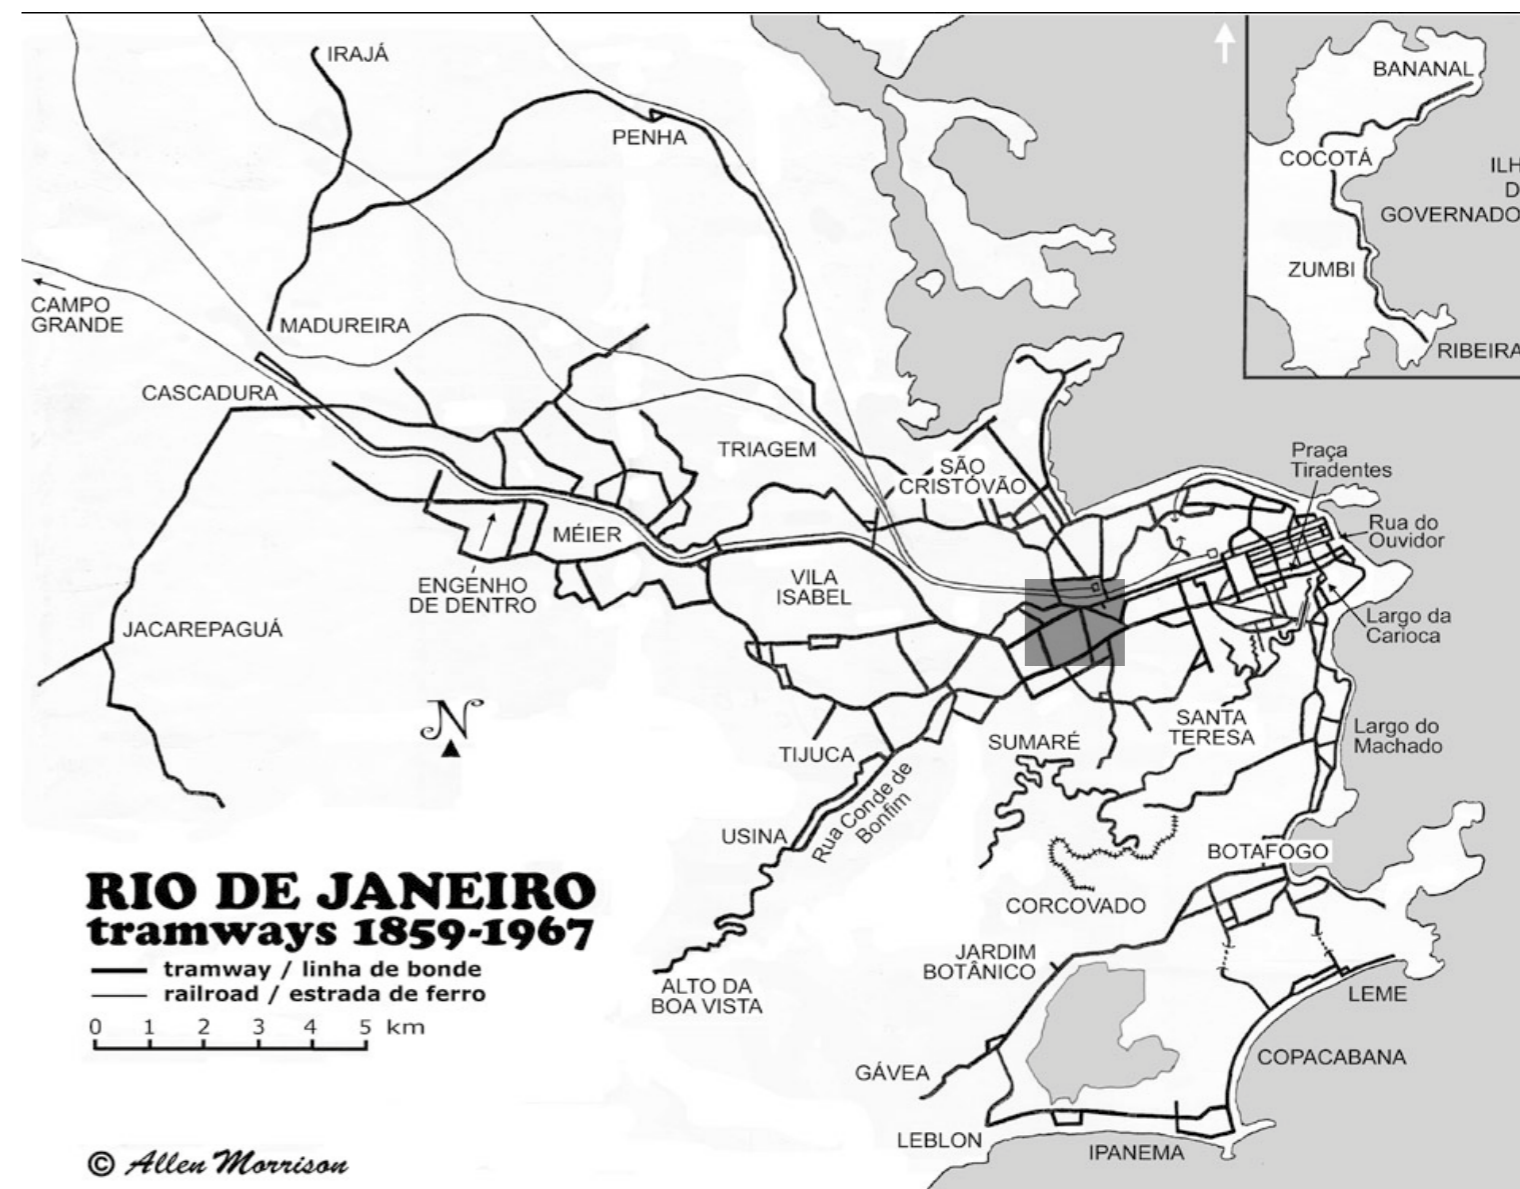 IRAJÁ
PENHA
BANANAL
COCOTÁ
GOVERNADO
ZUMBI
RIBEIRA
CAMPO
GRANDE
MADUREIRA
CASCADURA
TRIAGEM
SÃO
CRISTÓVÃO
Praça
Tiradentes
Rua do
Ouvidor
MÉIER
ENGENHO
DE DENTRO
VILA
ISABEL
Largo da
Carioca
JACAREPAGUÁ
N
TIJUCA
SUMARÉ
SANTA
TERESA
Largo do
Machado
USINA
Rua Conde de
Bonfim
BOTAFOGO
CORCOVADO
JARDIM
BOTÂNICO
ALTO DA
BOA VISTA
LEME
COPACABANA
GÁVEA
LEBLON
IPANEMA
RIO DE JANEIRO
tramways 1859-1967
tramway / linha de bonde
railroad / estrada de ferro
0 1 2 3 4 5 km
© Allen Morrison